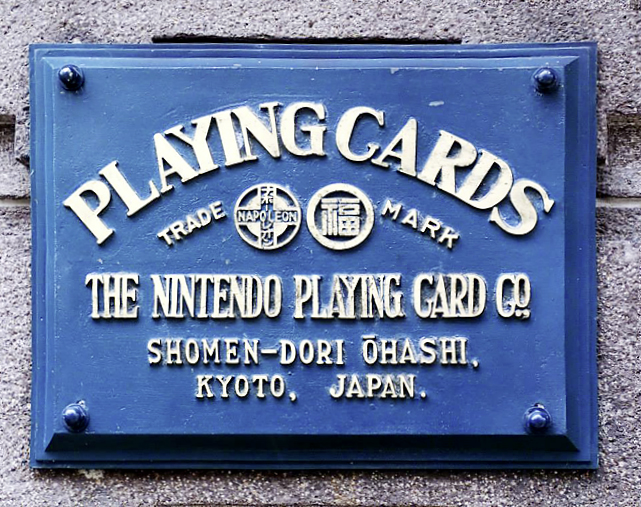 PLAYING CARDS
TRADE NAPOLEON 福 MARK
THE NINTENDO PLAYING CARD Co.
SHOMEN-DORI ŌHASHI.
KYOTO, JAPAN.